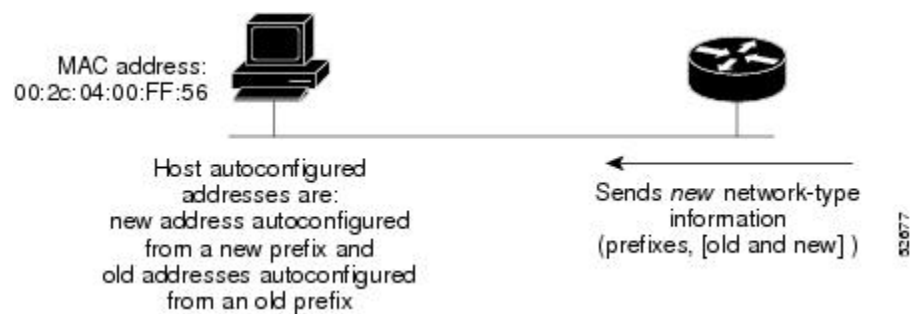 MAC address:
00:2c:04:00:FF:56
Host autoconfigured
addresses are:
new address autoconfigured
from a new prefix and
old addresses autoconfigured
from an old prefix
Sends new network-type
information
(prefixes, [old and new] )
52677